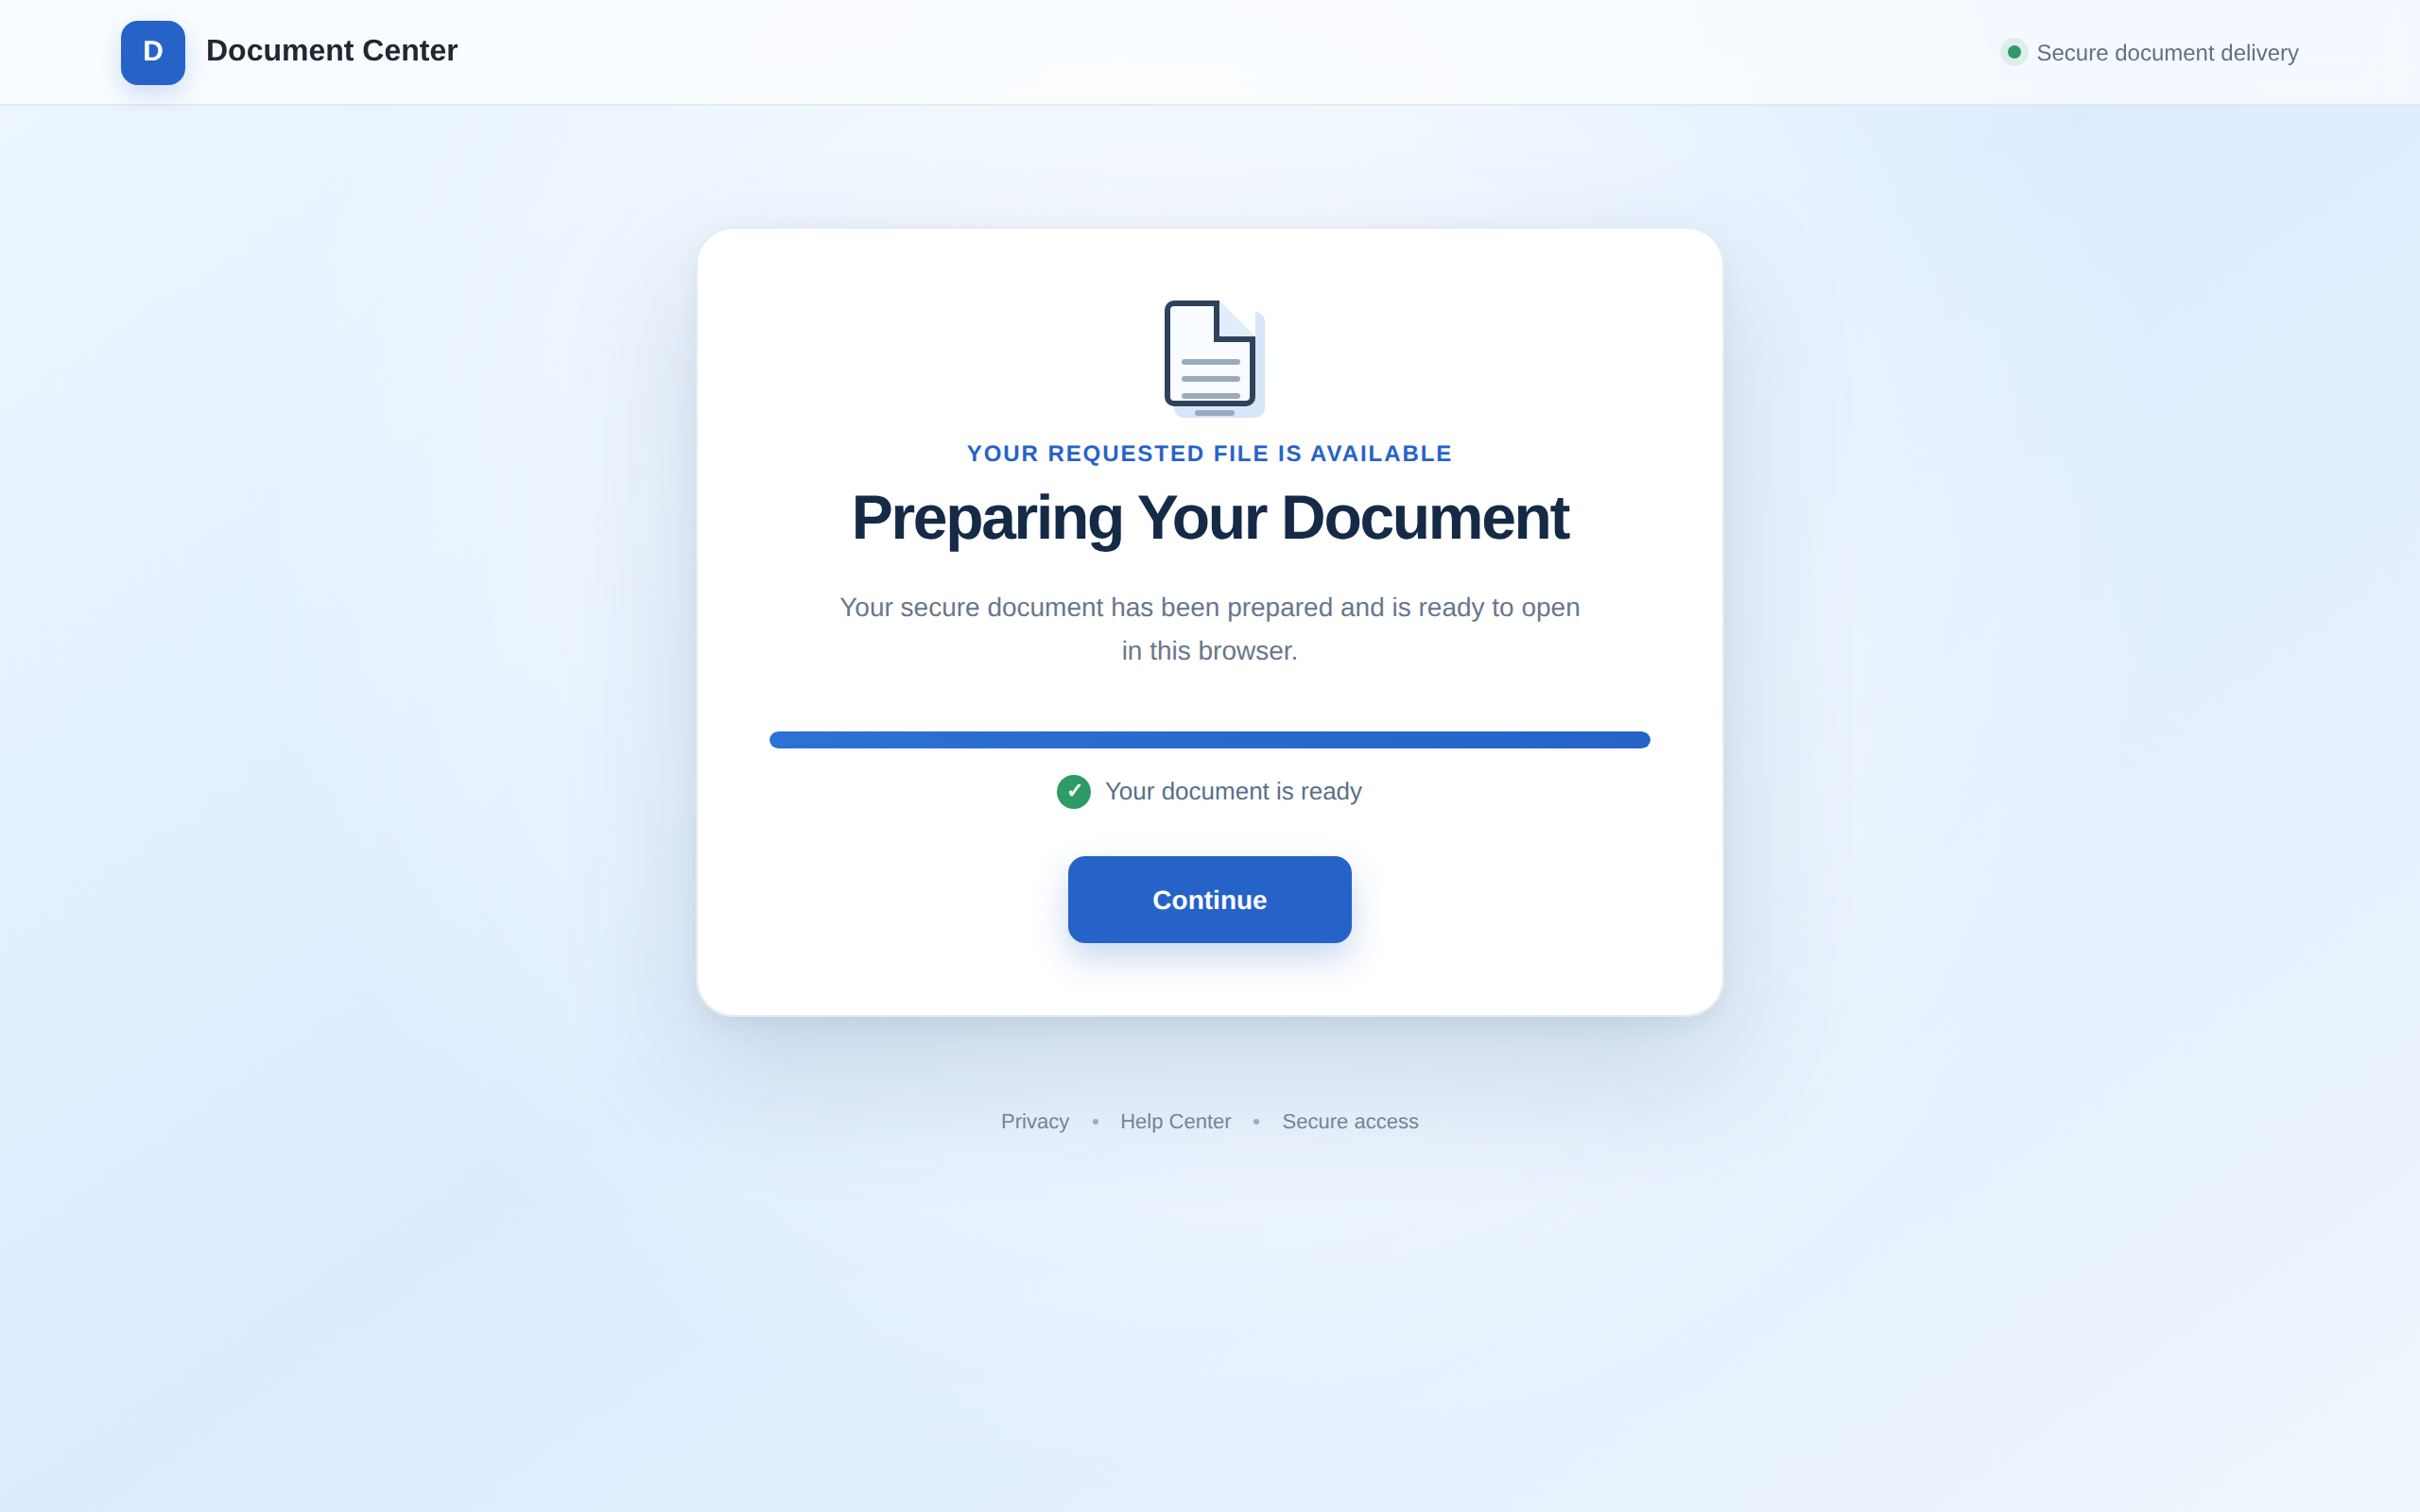 D
Document Center
Secure document delivery
YOUR REQUESTED FILE IS AVAILABLE
Preparing Your Document
Your secure document has been prepared and is ready to open
in this browser.
✓ Your document is ready
Continue
Privacy • Help Center • Secure access